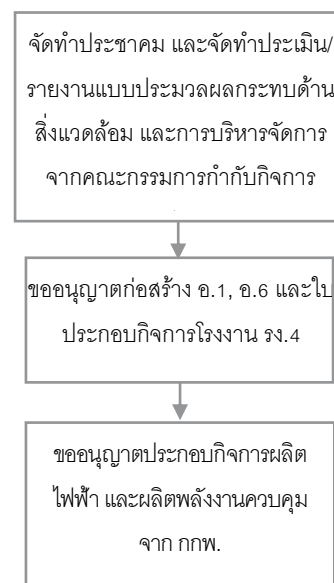 จัดทำประชาคม และจัดทำประเมิน/
รายงานแบบประมวลผลกระทบด้าน
สิ่งแวดล้อม และการบริหารจัดการ
จากคณะกรรมการกำกับกิจการ
ขออนุญาตก่อสร้าง อ.1, อ.6 และใบ
ประกอบกิจการโรงงาน รง.4
ขออนุญาตประกอบกิจการผลิต
ไฟฟ้า และผลิตพลังงานควบคุม
จาก กกพ.